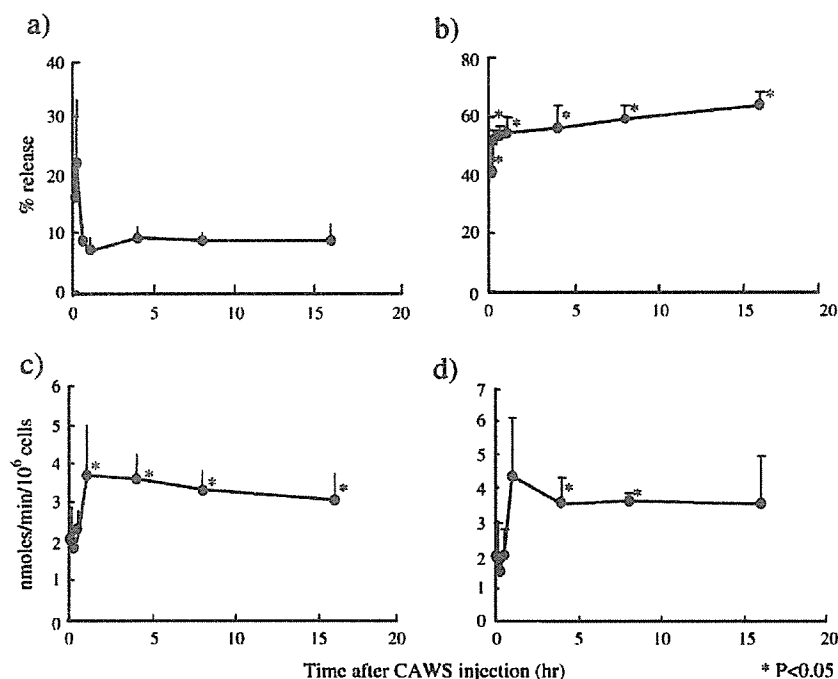 a)
% release
40
30
20
10
0
0 5 10 15 20
b)
80
60
40
20
0
* * * * * *
0 5 10 15 20
c)
nmoles/min/10⁶ cells
6
5
4
3
2
1
0
* * * *
0 5 10 15 20
d)
7
6
5
4
3
2
1
0
* *
0 5 10 15 20
Time after CAWS injection (hr)
* P<0.05